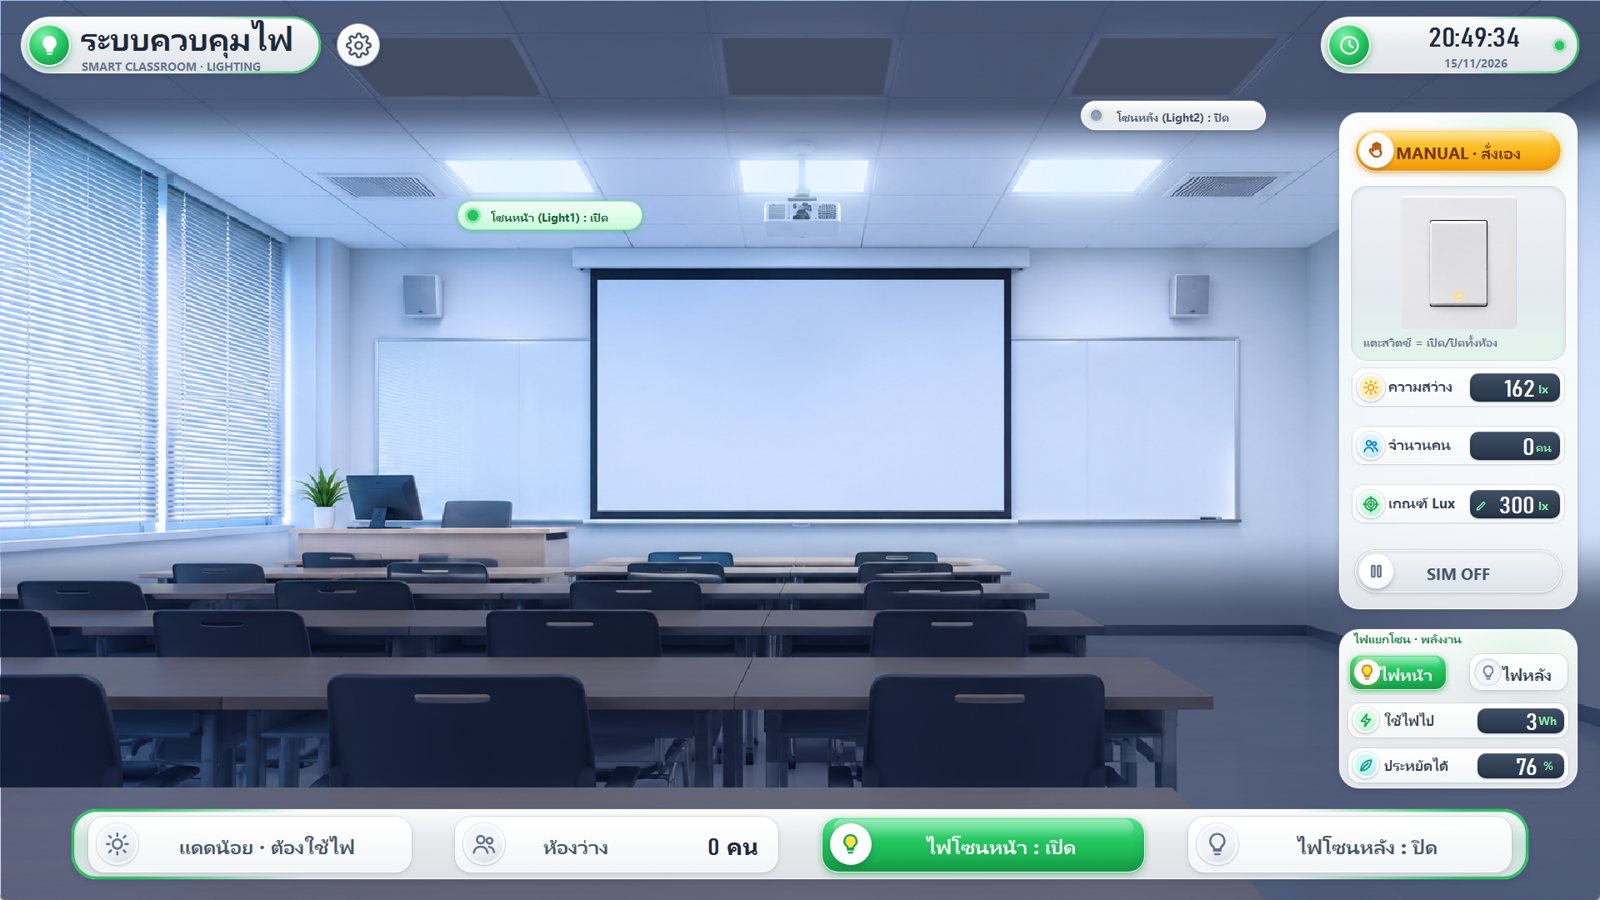 ระบบควบคุมไฟ
SMART CLASSROOM · LIGHTING
20:49:34
15/11/2026
โซนหลัง (Light2) : ปิด
MANUAL · สั่งเอง
โซนหน้า (Light1) : เปิด
แตะสวิตช์ = เปิด/ปิดทั้งห้อง
ความสว่าง 162 lx
จำนวนคน 0 คน
เกณฑ์ Lux 300 lx
SIM OFF
ไฟแยกโซน · พลังงาน
ไฟหน้า ไฟหลัง
ใช้ไฟไป 3 Wh
ประหยัดได้ 76 %
แดดน้อย · ต้องใช้ไฟ
ห้องว่าง 0 คน
ไฟโซนหน้า : เปิด
ไฟโซนหลัง : ปิด